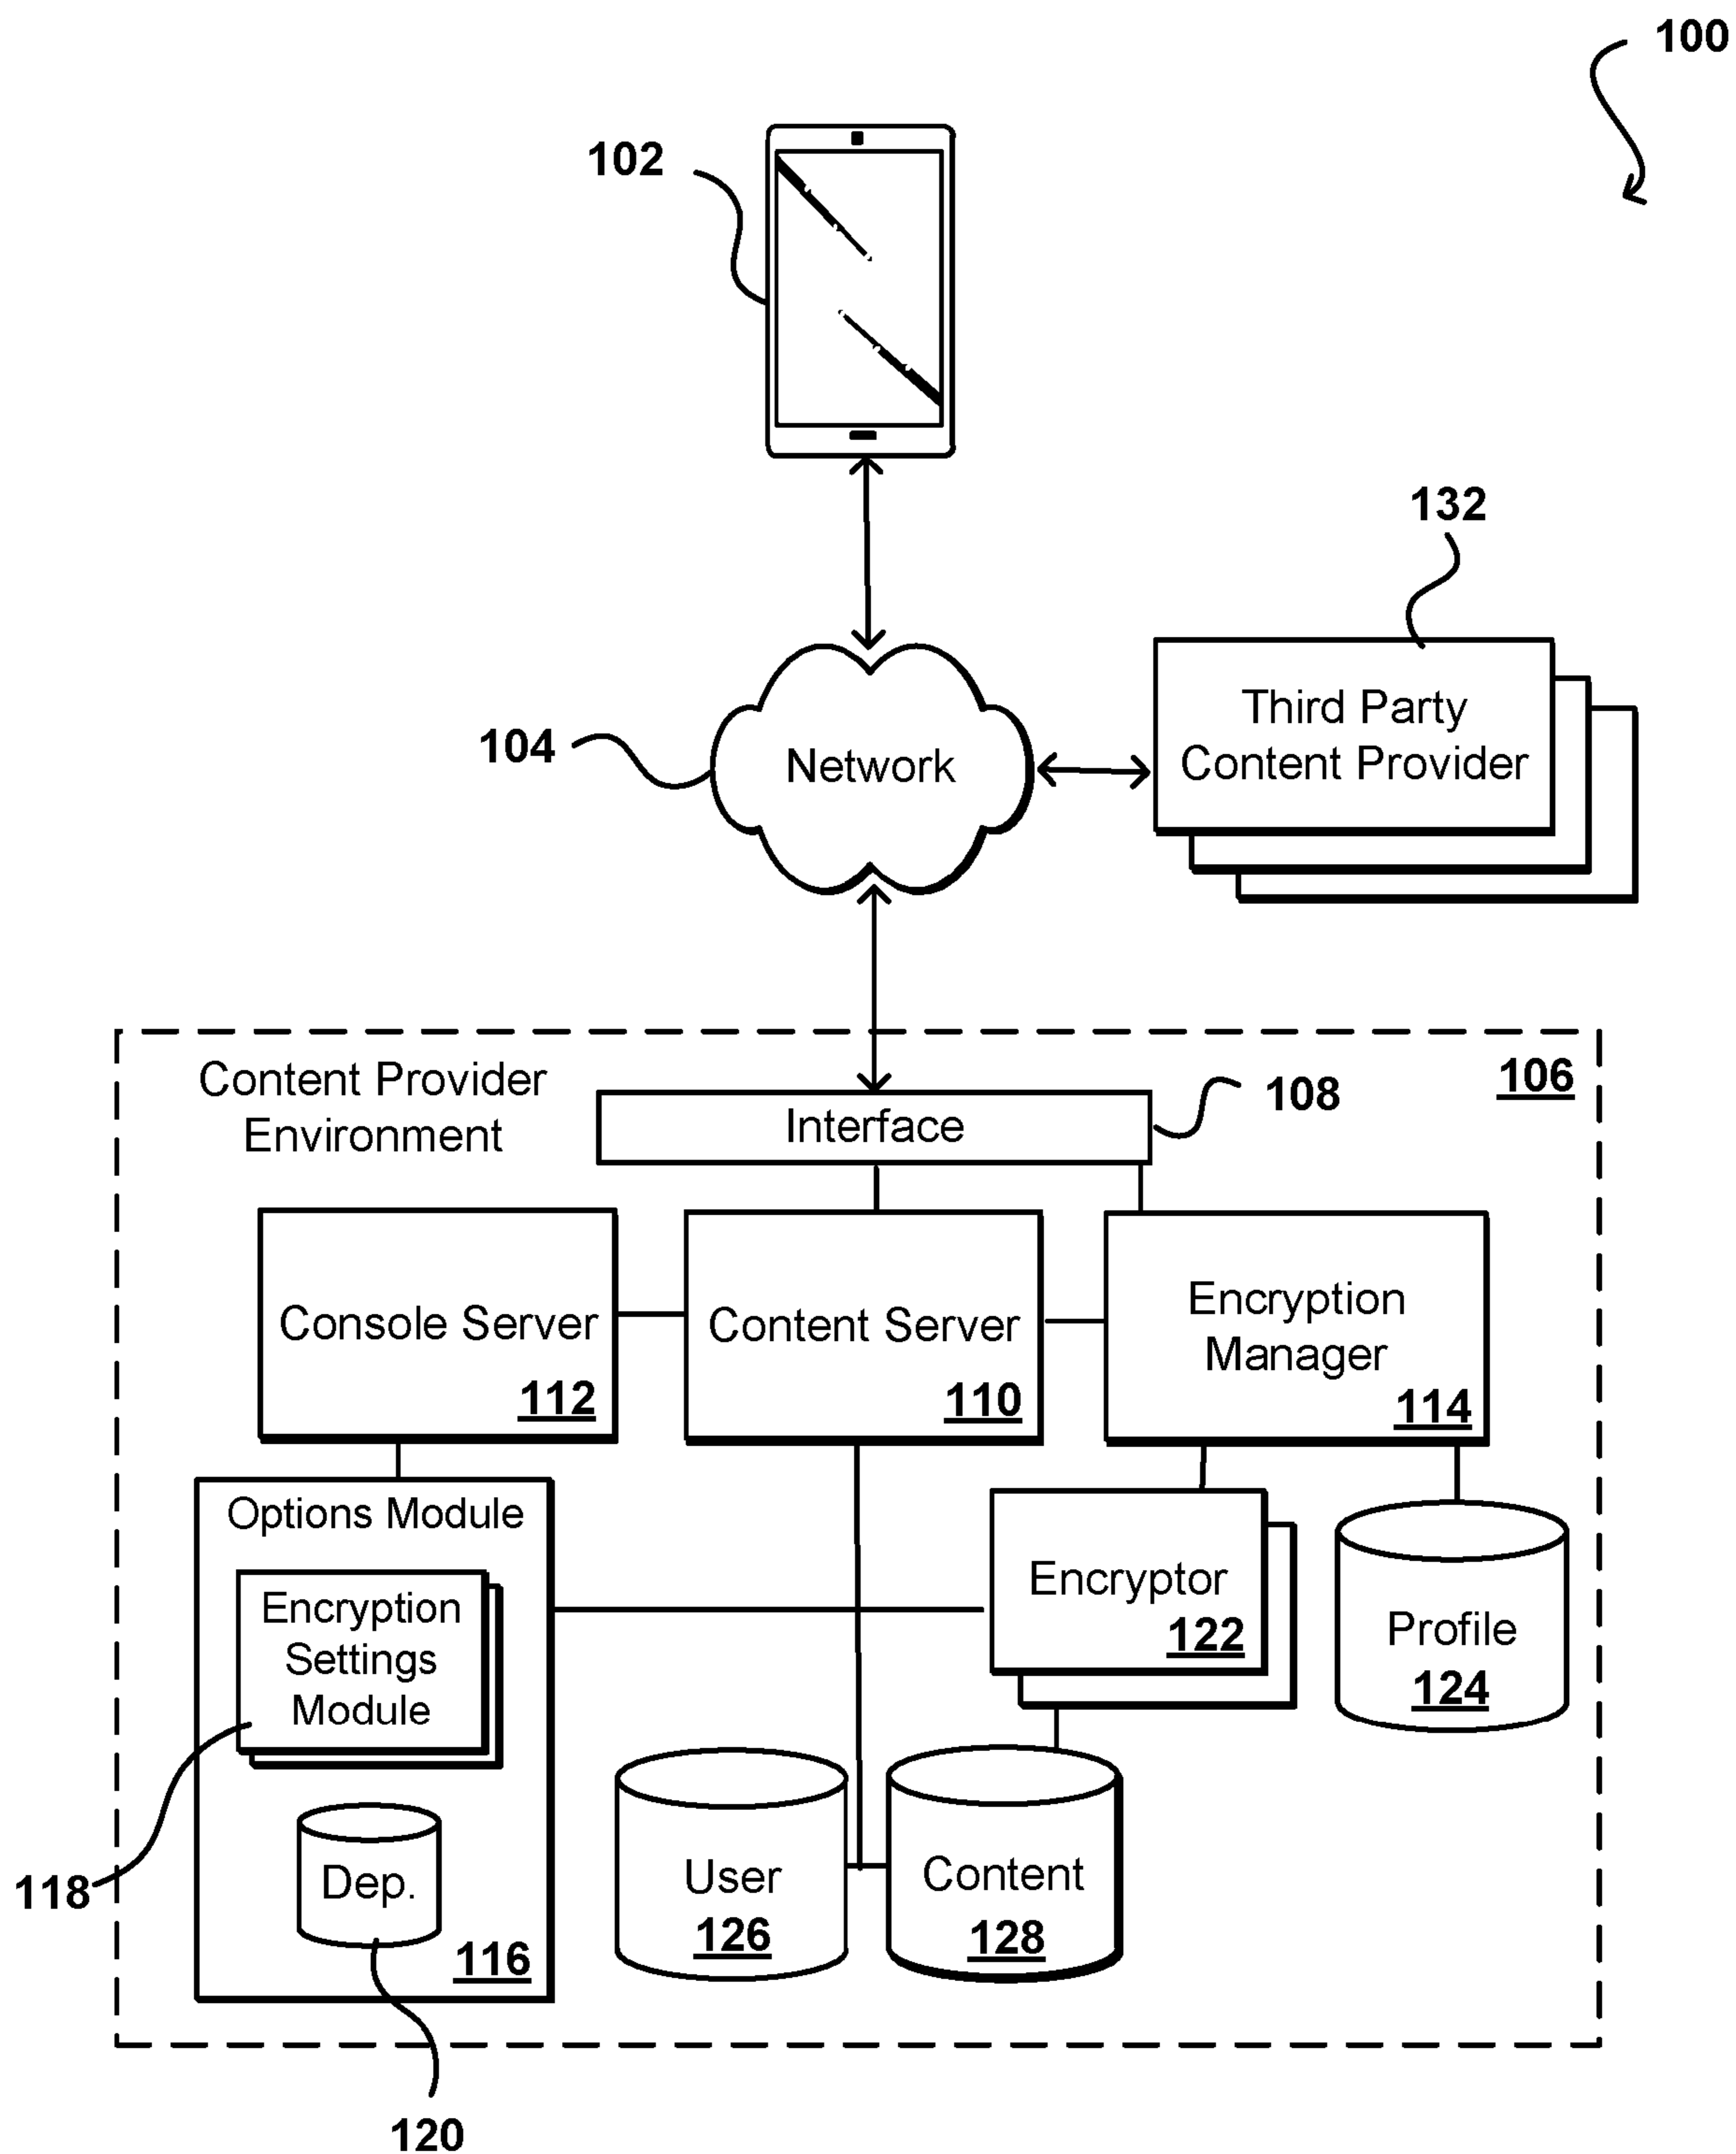 100
102
132
Third Party
Content Provider
104
Network
Content Provider
Environment
106
108
Interface
Console Server
112
Content Server
110
Encryption
Manager
114
Options Module
Encryption
Settings
Module
Encryptor
122
Profile
124
118
Dep.
116
User
126
Content
128
120